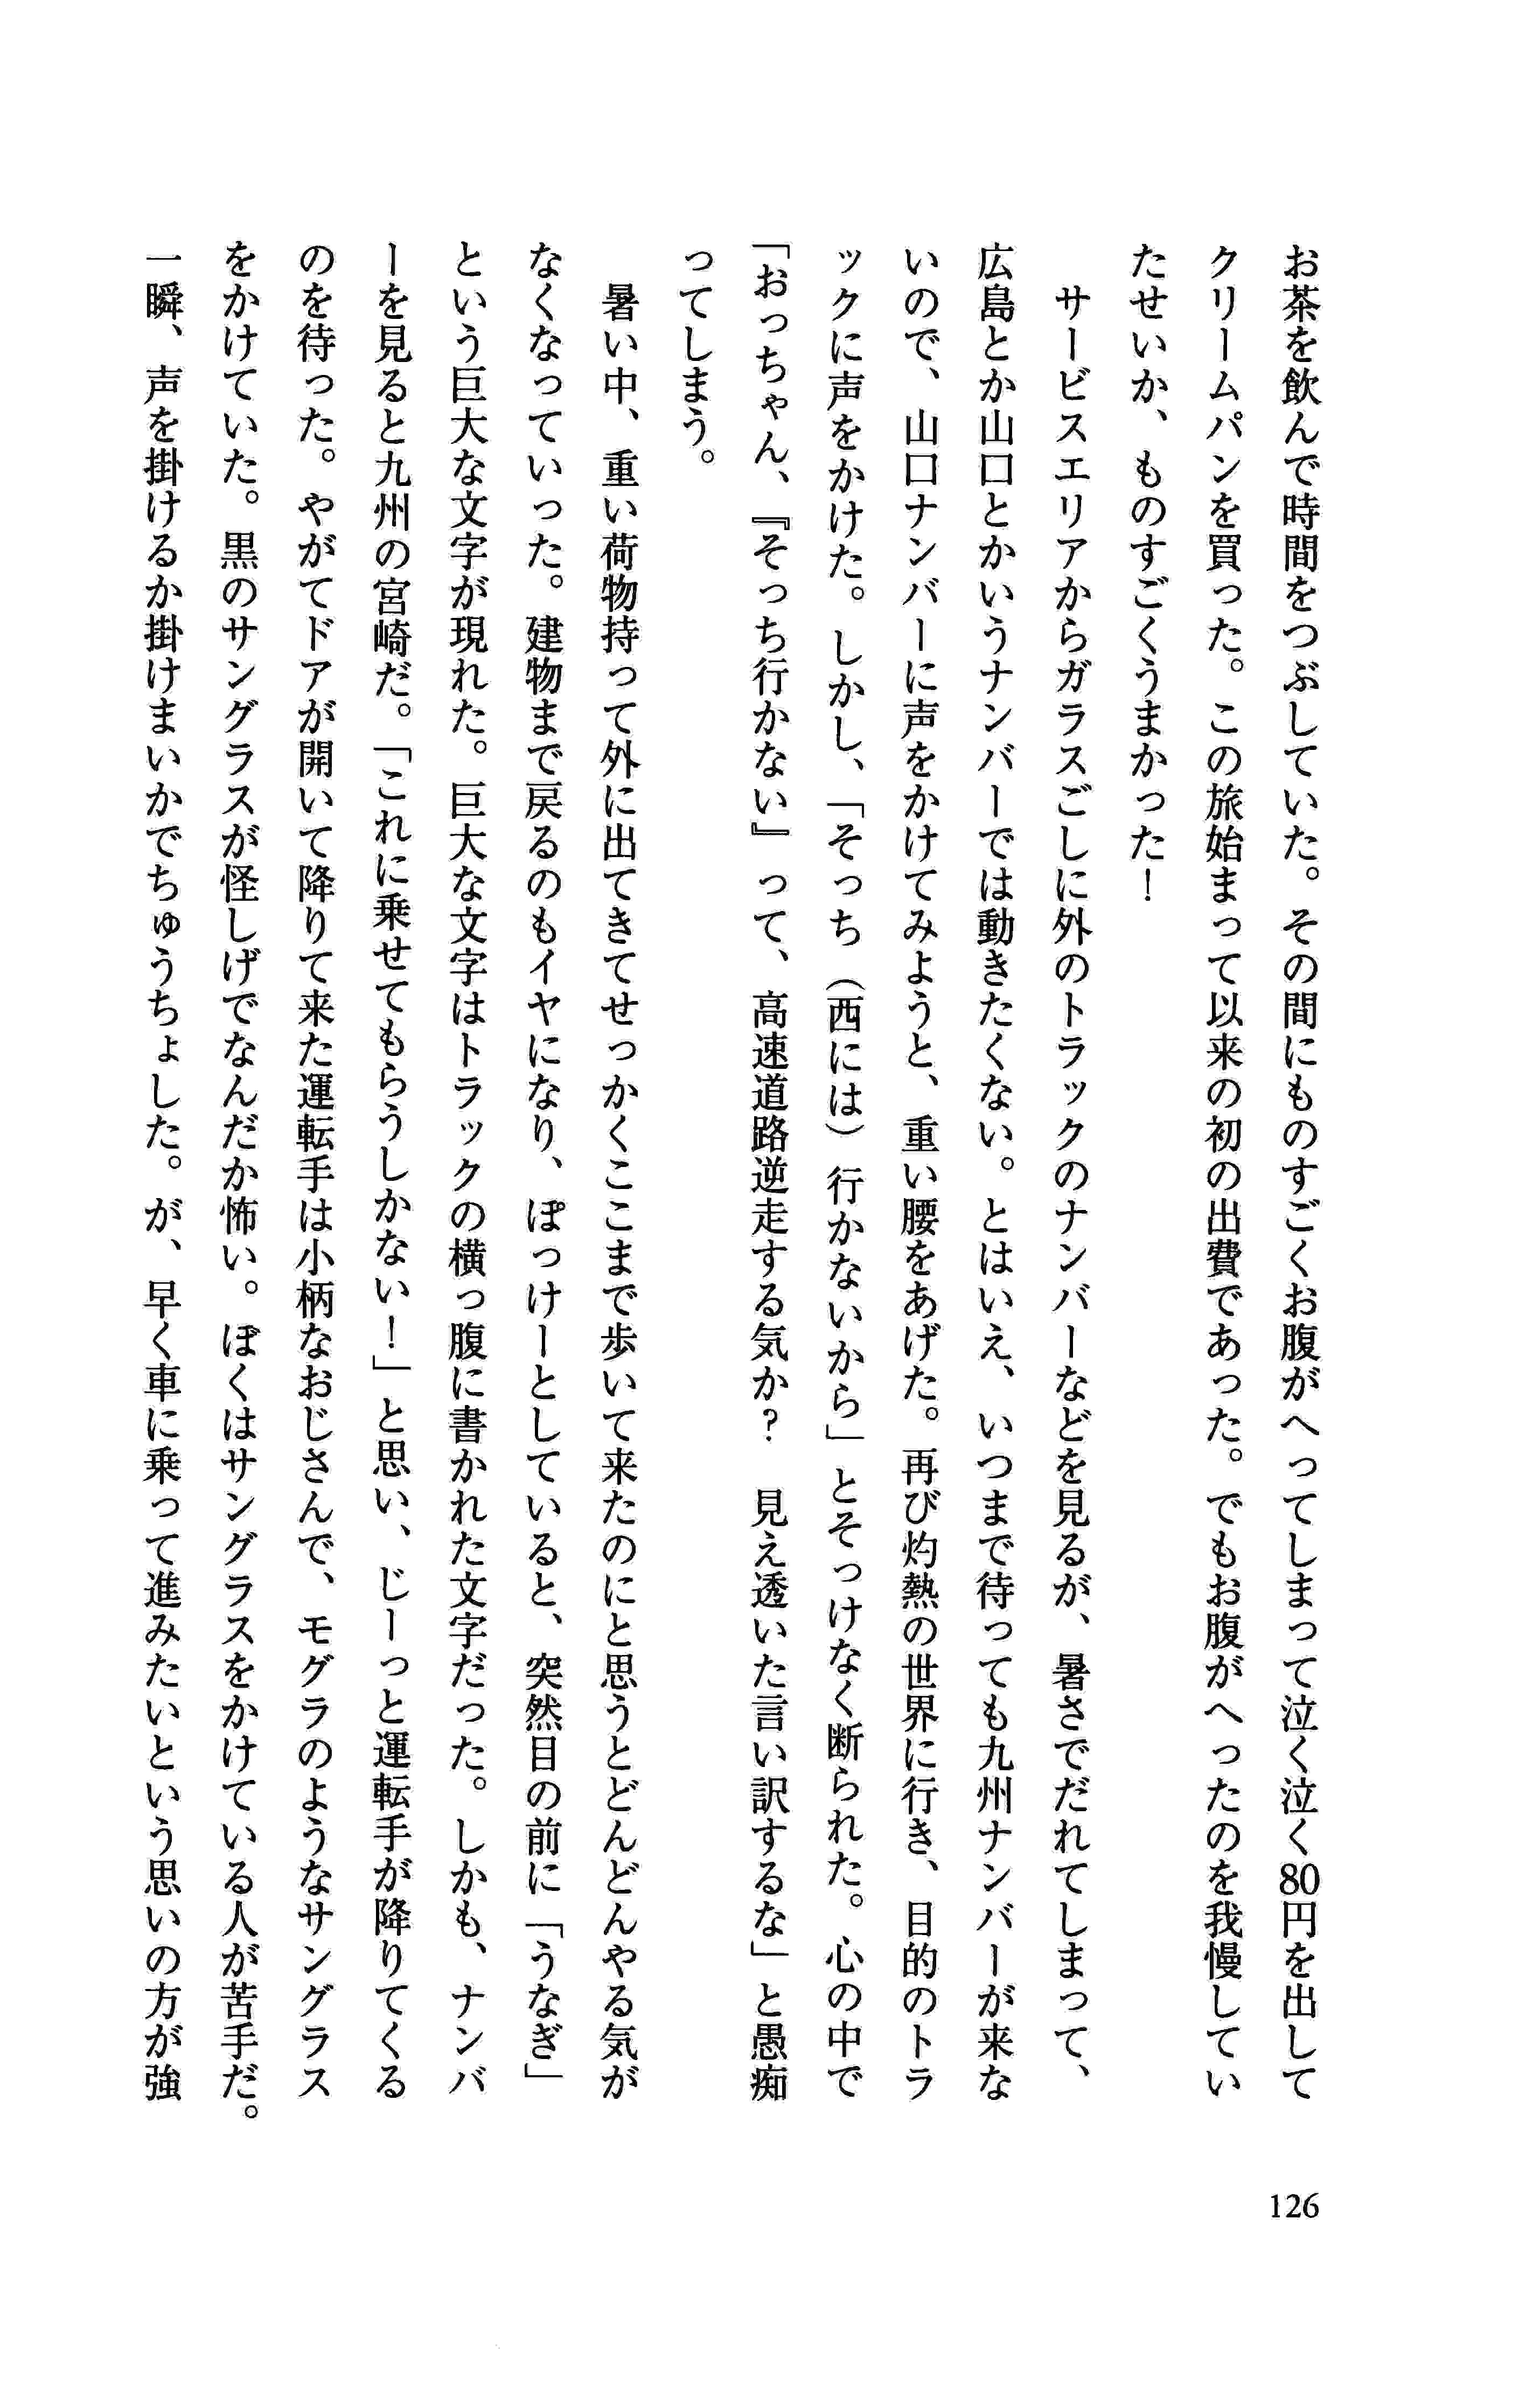 お茶を飲んで時間をつぶしていた。その間にものすごくお腹がへってしまって泣く泣く80円を出して
クリームパンを買った。この旅始まって以来の初の出費であった。でもお腹がへったのを我慢してい
たせいか、ものすごくうまかった!
　サービスエリアからガラスごしに外のトラックのナンバーなどを見るが、暑さでだれてしまって、
広島とか山口とかいうナンバーでは動きたくない。とはいえ、いつまで待っても九州ナンバーが来な
いので、山口ナンバーに声をかけてみようと、重い腰をあげた。再び灼熱の世界に行き、目的のトラ
ックに声をかけた。しかし、「そっち（西には）行かないから」とそっけなく断られた。心の中で
「おっちゃん、『そっち行かない』って、高速道路逆走する気か?　見え透いた言い訳するな」と愚痴
ってしまう。
　暑い中、重い荷物持って外に出てきてせっかくここまで歩いて来たのにと思うとどんどんやる気が
なくなっていった。建物まで戻るのもイヤになり、ぽっけーとしていると、突然目の前に「うなぎ」
という巨大な文字が現れた。巨大な文字はトラックの横っ腹に書かれた文字だった。しかも、ナンバ
ーを見ると九州の宮崎だ。「これに乗せてもらうしかない!」と思い、じーっと運転手が降りてくる
のを待った。やがてドアが開いて降りて来た運転手は小柄なおじさんで、モグラのようなサングラス
をかけていた。黒のサングラスが怪しげでなんだか怖い。ぼくはサングラスをかけている人が苦手だ。
一瞬、声を掛けるか掛けまいかでちゅうちょした。が、早く車に乗って進みたいという思いの方が強
126